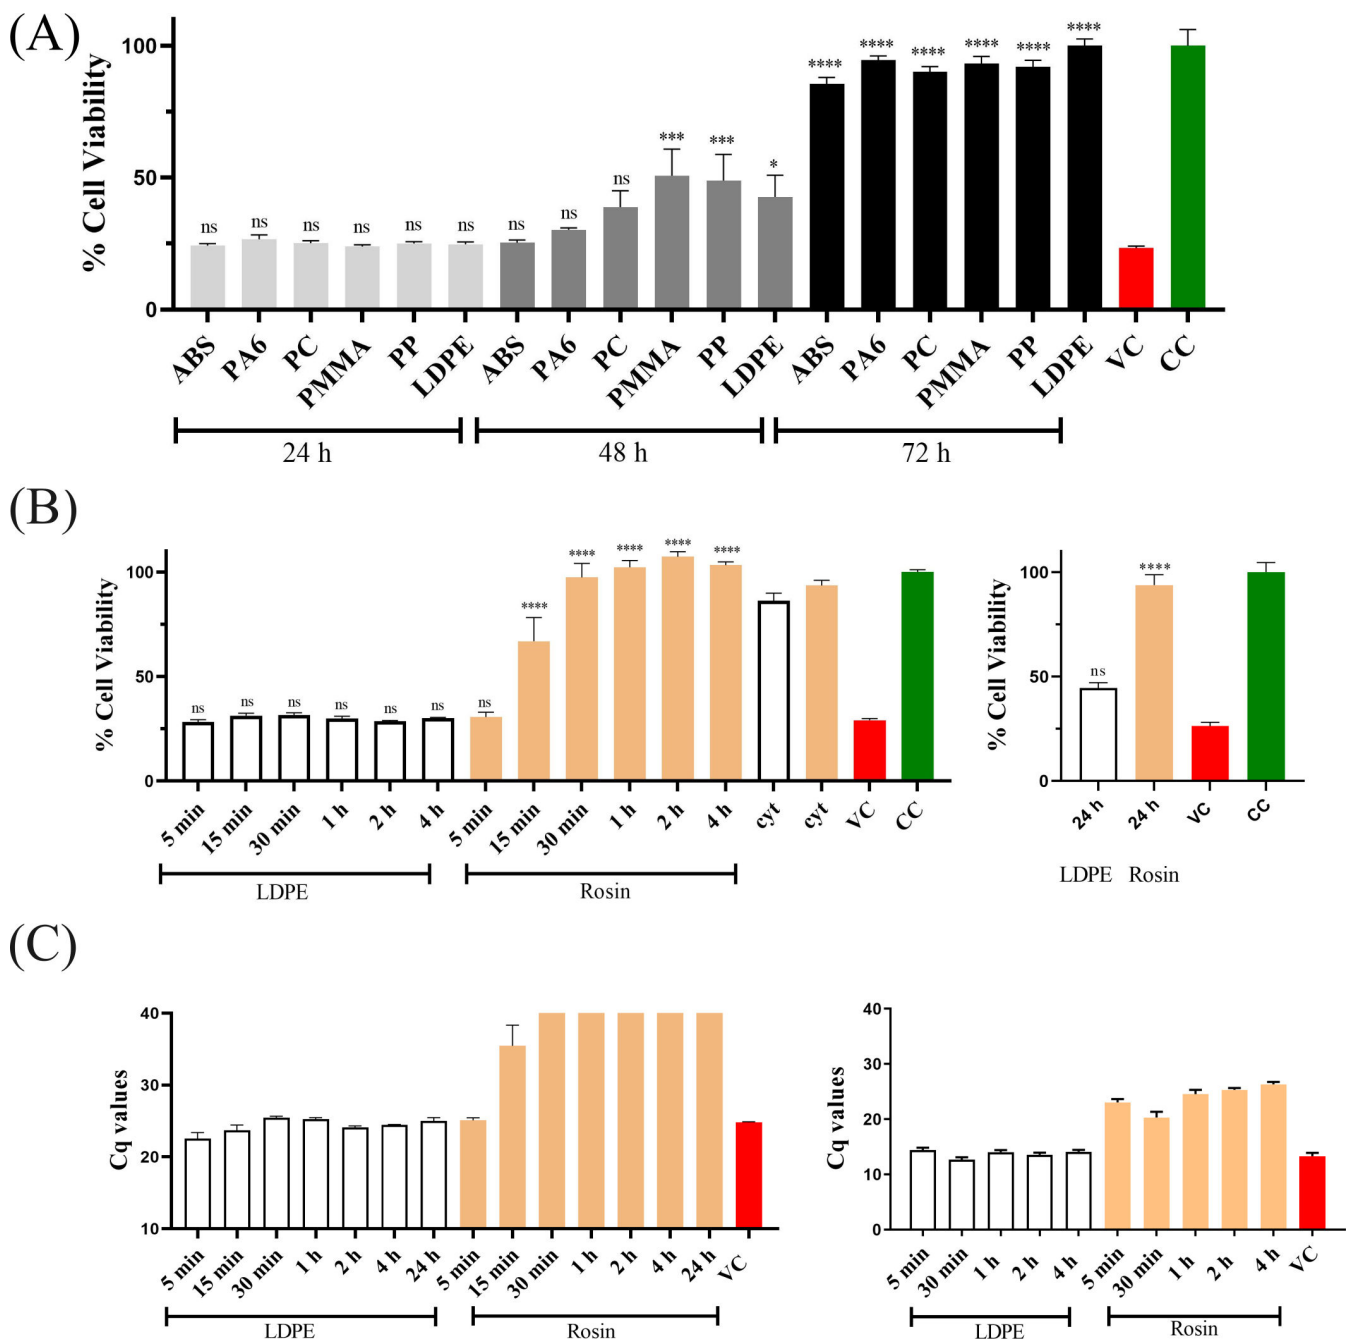 (A)
% Cell Viability
100
50
0
ns ns ns ns ns ns ns ns ns *** *** * **** **** **** **** **** ****
ABS PA6 PC PMMA PP LDPE ABS PA6 PC PMMA PP LDPE ABS PA6 PC PMMA PP LDPE VC CC
24 h 48 h 72 h
(B)
% Cell Viability
100
50
0
ns ns ns ns ns ns ns **** **** **** **** ****
5 min 15 min 30 min 1 h 2 h 4 h 5 min 15 min 30 min 1 h 2 h 4 h cyt cyt VC CC
LDPE Rosin
% Cell Viability
100
50
0
ns ****
24 h 24 h VC CC
LDPE Rosin
(C)
Cq values
40
30
20
10
5 min 15 min 30 min 1 h 2 h 4 h 24 h 5 min 15 min 30 min 1 h 2 h 4 h 24 h VC
LDPE Rosin
Cq values
40
30
20
10
0
5 min 30 min 1 h 2 h 4 h 5 min 30 min 1 h 2 h 4 h VC
LDPE Rosin